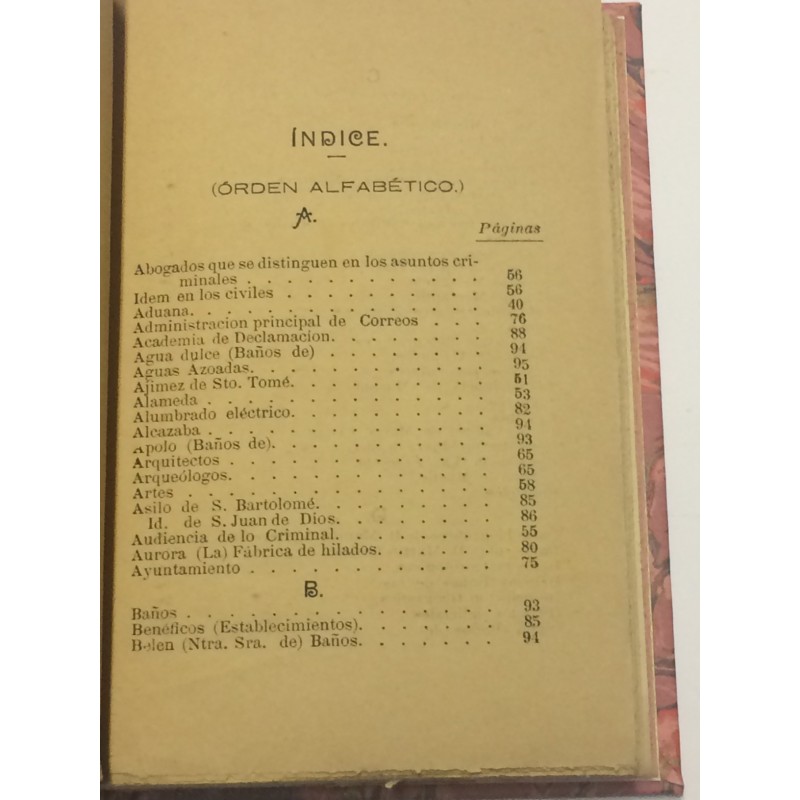 ÍNDICE.
(ÓRDEN ALFABÉTICO.)
A.
Páginas
Abogados que se distinguen en los asuntos cri-
minales . . . . . . . . . . . . 56
Idem en los civiles . . . . . . . . . 56
Aduana. . . . . . . . . . . . . . . 40
Administracion principal de Correos . . . 76
Academia de Declamacion. . . . . . . . 88
Agua dulce (Baños de) . . . . . . . . 94
Aguas Azoadas. . . . . . . . . . . . 95
Ajimez de Sto. Tomé. . . . . . . . . . 51
Alameda . . . . . . . . . . . . . . 53
Alumbrado eléctrico. . . . . . . . . . 82
Alcazaba . . . . . . . . . . . . . . 94
Apolo (Baños de). . . . . . . . . . . 93
Arquitectos . . . . . . . . . . . . . 65
Arqueólogos. . . . . . . . . . . . . 65
Artes . . . . . . . . . . . . . . . 58
Asilo de S. Bartolomé. . . . . . . . . 85
Id. de S. Juan de Dios. . . . . . . . 86
Audiencia de lo Criminal. . . . . . . . 55
Aurora (La) Fábrica de hilados. . . . . . 80
Ayuntamiento . . . . . . . . . . . . 75
B.
Baños . . . . . . . . . . . . . . . 93
Benéficos (Establecimientos). . . . . . . 85
Belen (Ntra. Sra. de) Baños. . . . . . . 94